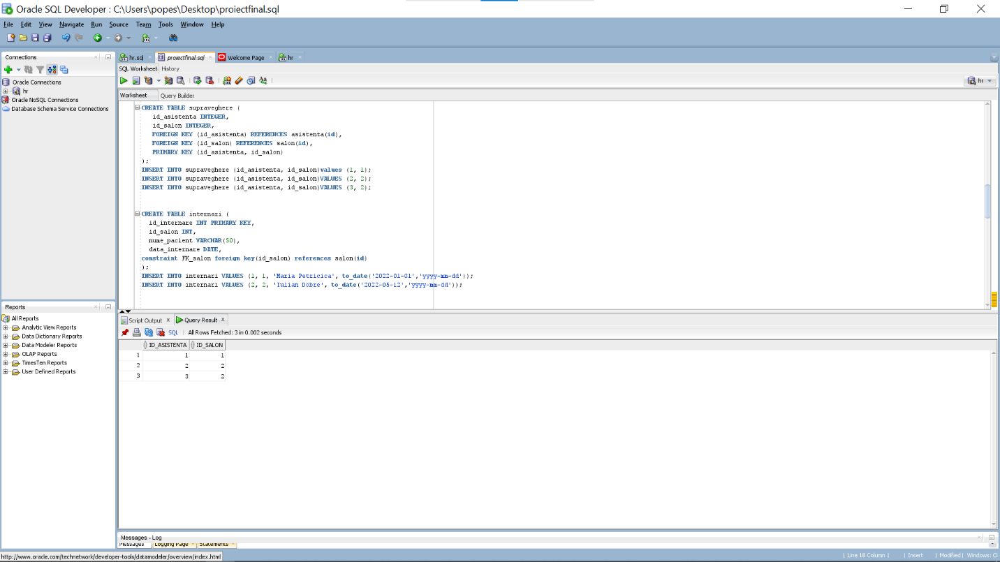 Oracle SQL Developer : C:\Users\popes\Desktop\proiectfinal.sql
File Edit View Navigate Run Source Team Tools Window Help
Connections
Oracle Connections
hr
Oracle NoSQL Connections
Database Schema Service Connections
hr.sql proiectfinal.sql Welcome Page hr
SQL Worksheet History
hr
Worksheet Query Builder
CREATE TABLE supraveghere (
id_asistenta INTEGER,
id_salon INTEGER,
FOREIGN KEY (id_asistenta) REFERENCES asistenta(id),
FOREIGN KEY (id_salon) REFERENCES salon(id),
PRIMARY KEY (id_asistenta, id_salon)
);
INSERT INTO supraveghere (id_asistenta, id_salon)values (1, 1);
INSERT INTO supraveghere (id_asistenta, id_salon)VALUES (2, 2);
INSERT INTO supraveghere (id_asistenta, id_salon)VALUES (3, 2);
CREATE TABLE internari (
id_internare INT PRIMARY KEY,
id_salon INT,
nume_pacient VARCHAR(50),
data_internare DATE,
constraint FK_salon foreign key(id_salon) references salon(id)
);
INSERT INTO internari VALUES (1, 1, 'Maria Petricica', to_date('2022-01-01','yyyy-mm-dd'));
INSERT INTO internari VALUES (2, 2, 'Iulian Dobre', to_date('2022-05-12','yyyy-mm-dd'));
Reports
All Reports
Analytic View Reports
Data Dictionary Reports
Data Modeler Reports
OLAP Reports
TimesTen Reports
User Defined Reports
Script Output x Query Result x
SQL | All Rows Fetched: 3 in 0.002 seconds
ID_ASISTENTA ID_SALON
1 1 1
2 2 2
3 3 2
Messages - Log
Messages Logging Page Statements
http://www.oracle.com/technetwork/developer-tools/datamodeler/overview/index.html
| Line 18 Column 1 | Insert | Modified | Windows: C